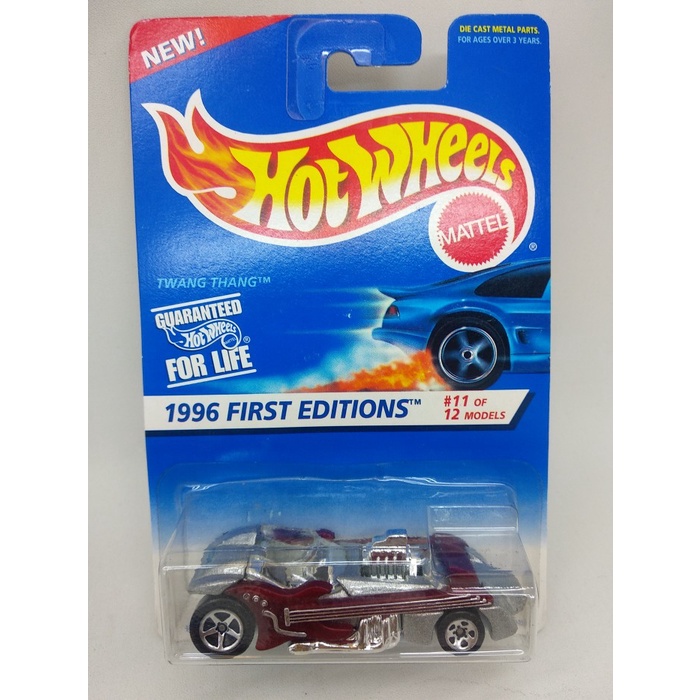 NEW!
DIE CAST METAL PARTS.
FOR AGES OVER 3 YEARS.
HOT WHEELS
MATTEL
®
TWANG THANG™
GUARANTEED
HOT WHEELS ®
FOR LIFE
1996 FIRST EDITIONS™ #11 OF
12 MODELS